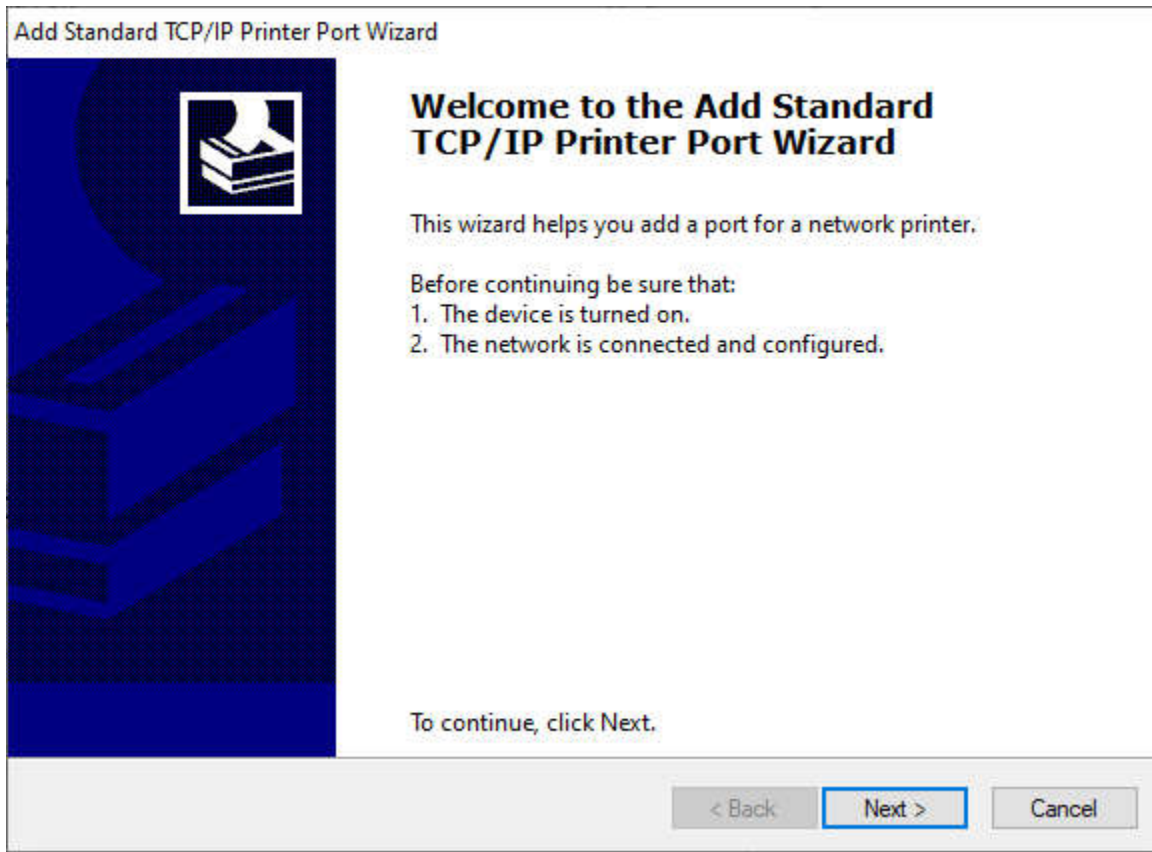 Add Standard TCP/IP Printer Port Wizard
Welcome to the Add Standard
TCP/IP Printer Port Wizard
This wizard helps you add a port for a network printer.
Before continuing be sure that:
1. The device is turned on.
2. The network is connected and configured.
To continue, click Next.
< Back
Next >
Cancel